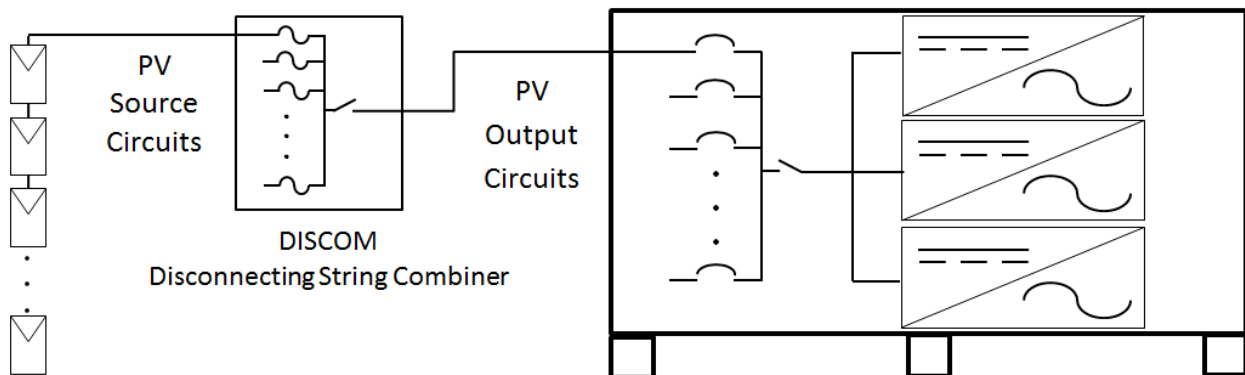 PV
Source
Circuits
DISCOM
Disconnecting String Combiner
PV
Output
Circuits